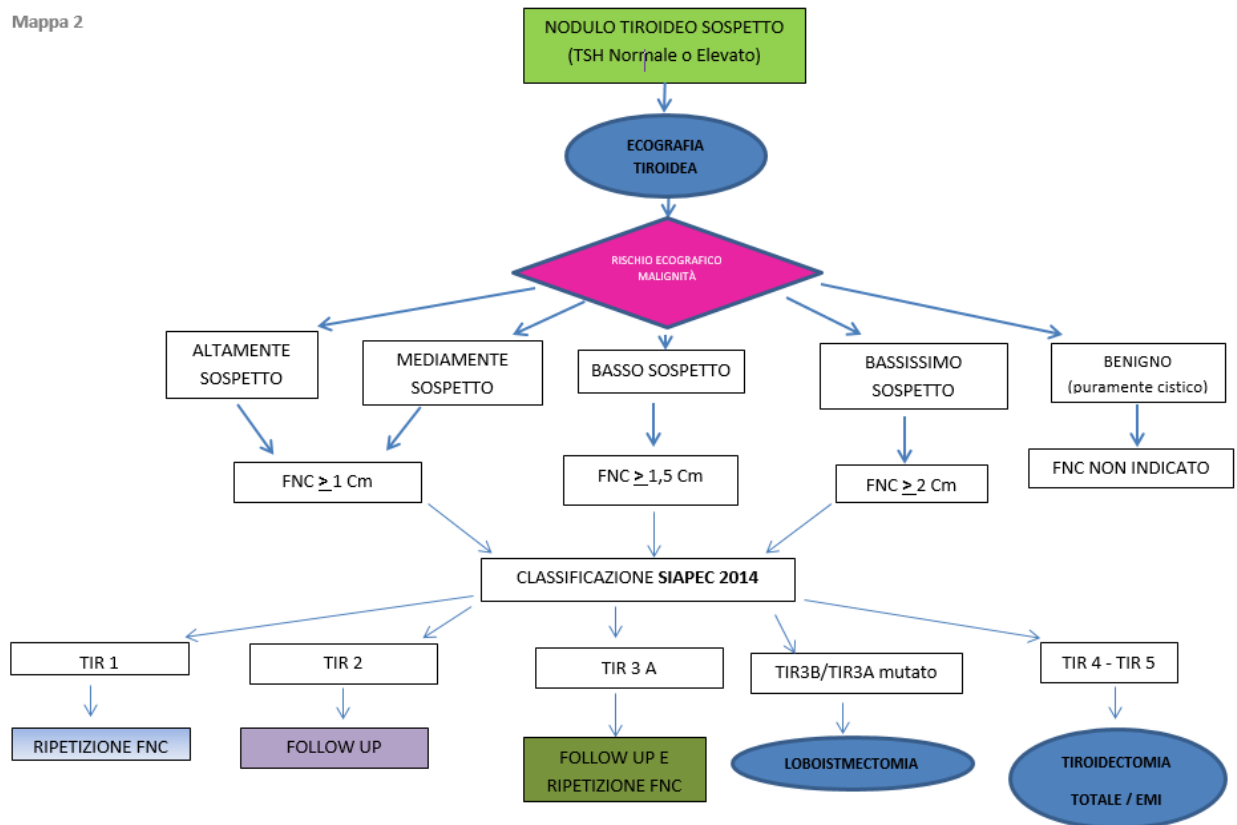 Mappa 2
NODULO TIROIDEO SOSPETTO
(TSH Normale o Elevato)
ECOGRAFIA
TIROIDEA
RISCHIO ECOGRAFICO
MALIGNITÀ
ALTAMENTE
SOSPETTO
MEDIAMENTE
SOSPETTO
BASSO SOSPETTO
BASSISSIMO
SOSPETTO
BENIGNO
(puramente cistico)
FNC ≥ 1 Cm
FNC ≥ 1,5 Cm
FNC ≥ 2 Cm
FNC NON INDICATO
CLASSIFICAZIONE SIAPEC 2014
TIR 1
TIR 2
TIR 3 A
TIR3B/TIR3A mutato
TIR 4 - TIR 5
RIPETIZIONE FNC
FOLLOW UP
FOLLOW UP E
RIPETIZIONE FNC
LOBOISTMECTOMIA
TIROIDECTOMIA
TOTALE / EMI